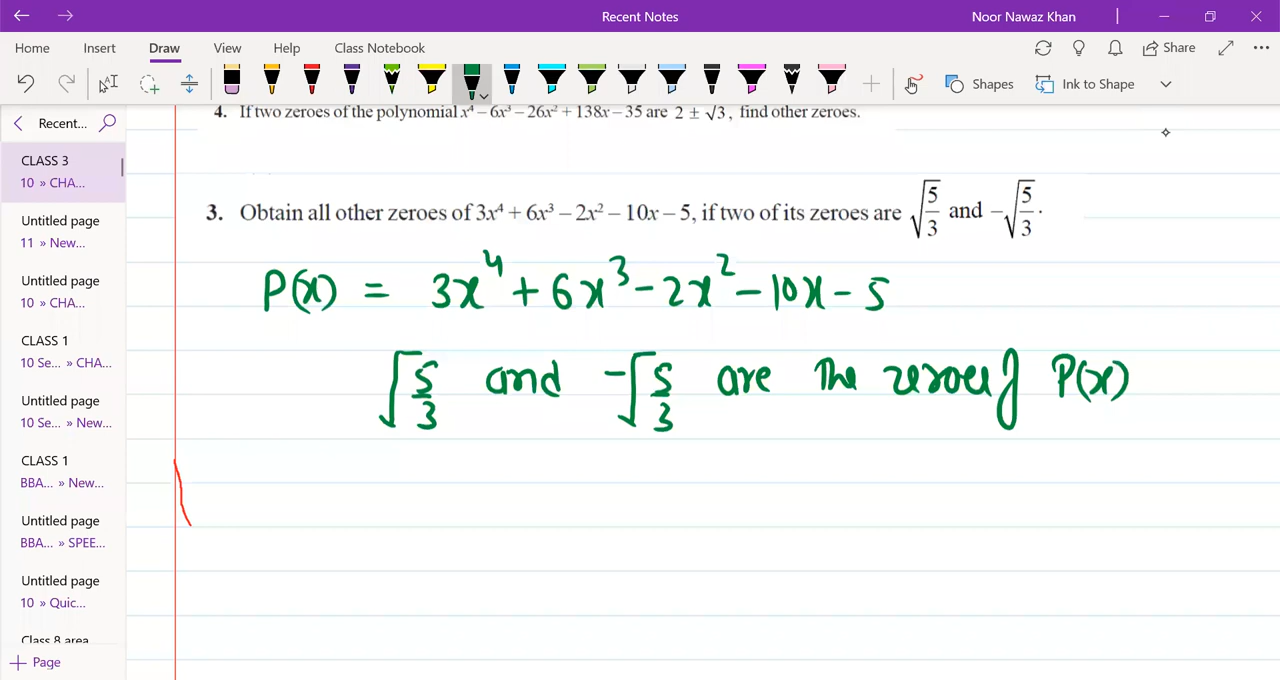 Recent Notes
Noor Nawaz Khan
Home Insert Draw View Help Class Notebook
Share
Shapes
Ink to Shape
Recent...
CLASS 3
10 » CHA...
Untitled page
11 » New...
Untitled page
10 » CHA...
CLASS 1
10 Se... » CHA...
Untitled page
10 Se... » New...
CLASS 1
BBA... » New...
Untitled page
BBA... » SPEE...
Untitled page
10 » Quic...
Class 8 area
+ Page
4. If two zeroes of the polynomial x⁴ – 6x³ – 26x² + 138x – 35 are 2 ± √3, find other zeroes.
3. Obtain all other zeroes of 3x⁴ + 6x³ – 2x² – 10x – 5, if two of its zeroes are √(5/3) and –√(5/3).
P(x) = 3x⁴ + 6x³ – 2x² – 10x – 5
√(5/3) and –√(5/3) are the zeroes of P(x)